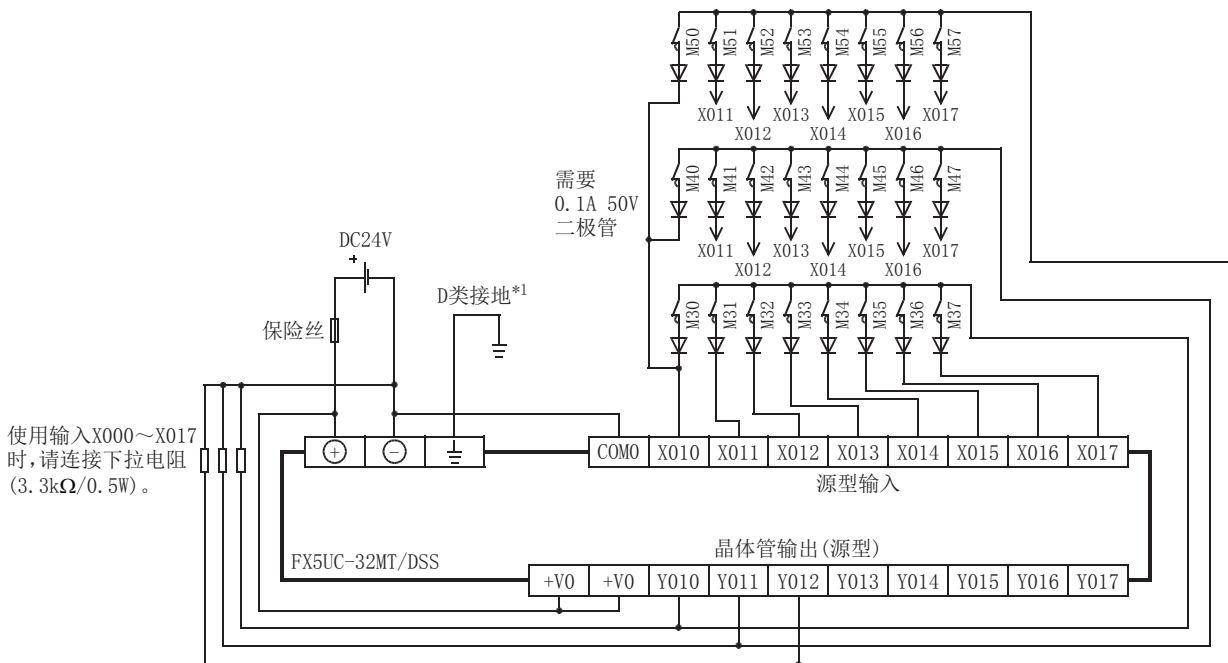 M50 M51 M52 M53 M54 M55 M56 M57
X011 X013 X015 X017
X012 X014 X016
需要
0.1A 50V
二极管
M40 M41 M42 M43 M44 M45 M46 M47
X011 X013 X015 X017
X012 X014 X016
DC24V
+
D类接地*1
M30 M31 M32 M33 M34 M35 M36 M37
保险丝
使用输入X000～X017
时,请连接下拉电阻
(3.3kΩ/0.5W)。
+ -
COM0 X010 X011 X012 X013 X014 X015 X016 X017
源型输入
晶体管输出(源型)
FX5UC-32MT/DSS
+V0 +V0 Y010 Y011 Y012 Y013 Y014 Y015 Y016 Y017